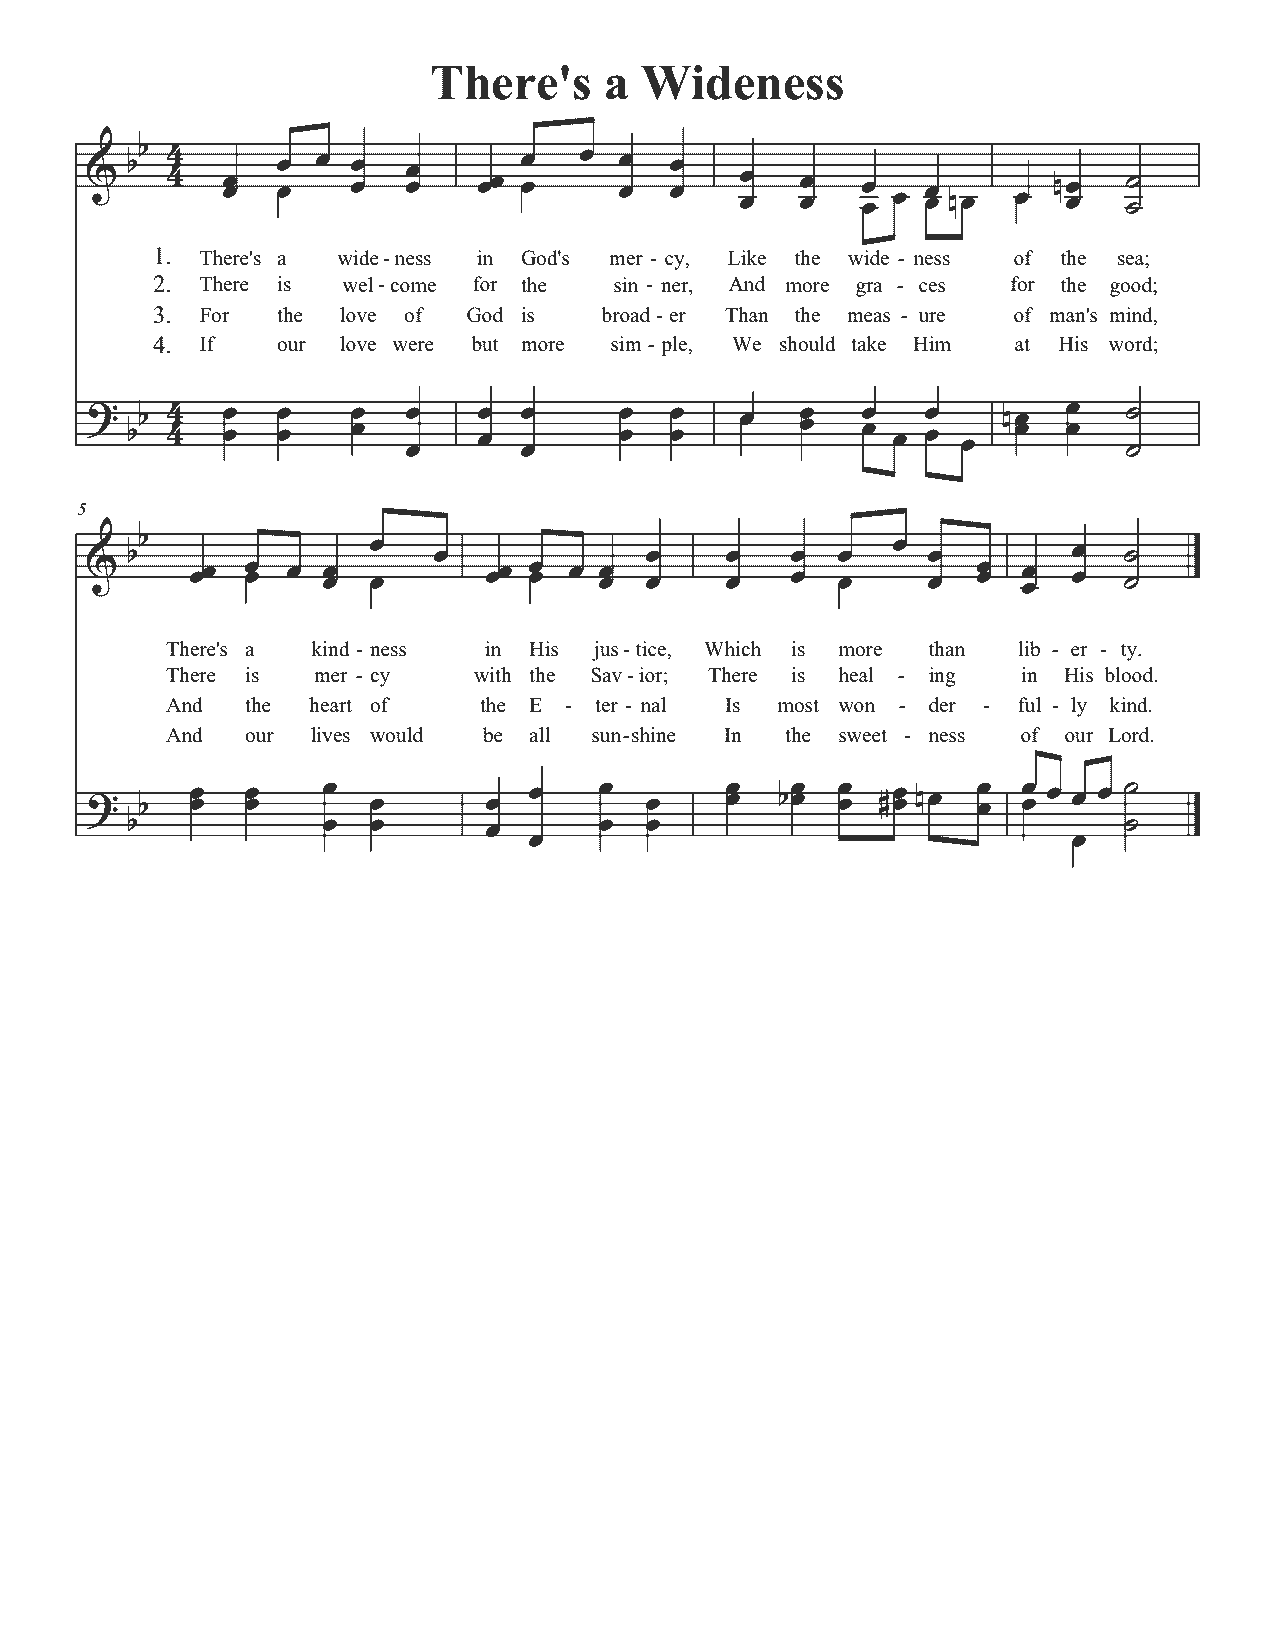 There's a Wideness
1. There's a wide - ness in God's mer - cy, Like the wide - ness of the sea;
2. There is wel - come for the sin - ner, And more gra - ces for the good;
3. For the love of God is broad - er Than the meas - ure of man's mind,
4. If our love were but more sim - ple, We should take Him at His word;
5
There's a kind - ness in His jus - tice, Which is more than lib - er - ty.
There is mer - cy with the Sav - ior; There is heal - ing in His blood.
And the heart of the E - ter - nal Is most won - der - ful - ly kind.
And our lives would be all sun-shine In the sweet - ness of our Lord.